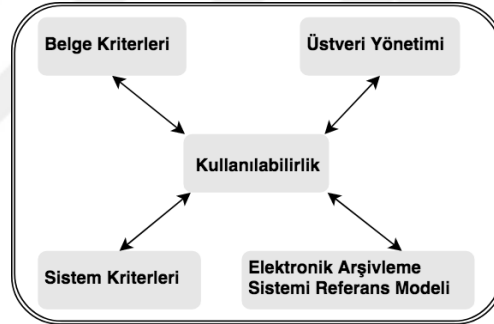 Belge Kriterleri
Üstveri Yönetimi
Kullanılabilirlik
Sistem Kriterleri
Elektronik Arşivleme
Sistemi Referans Modeli